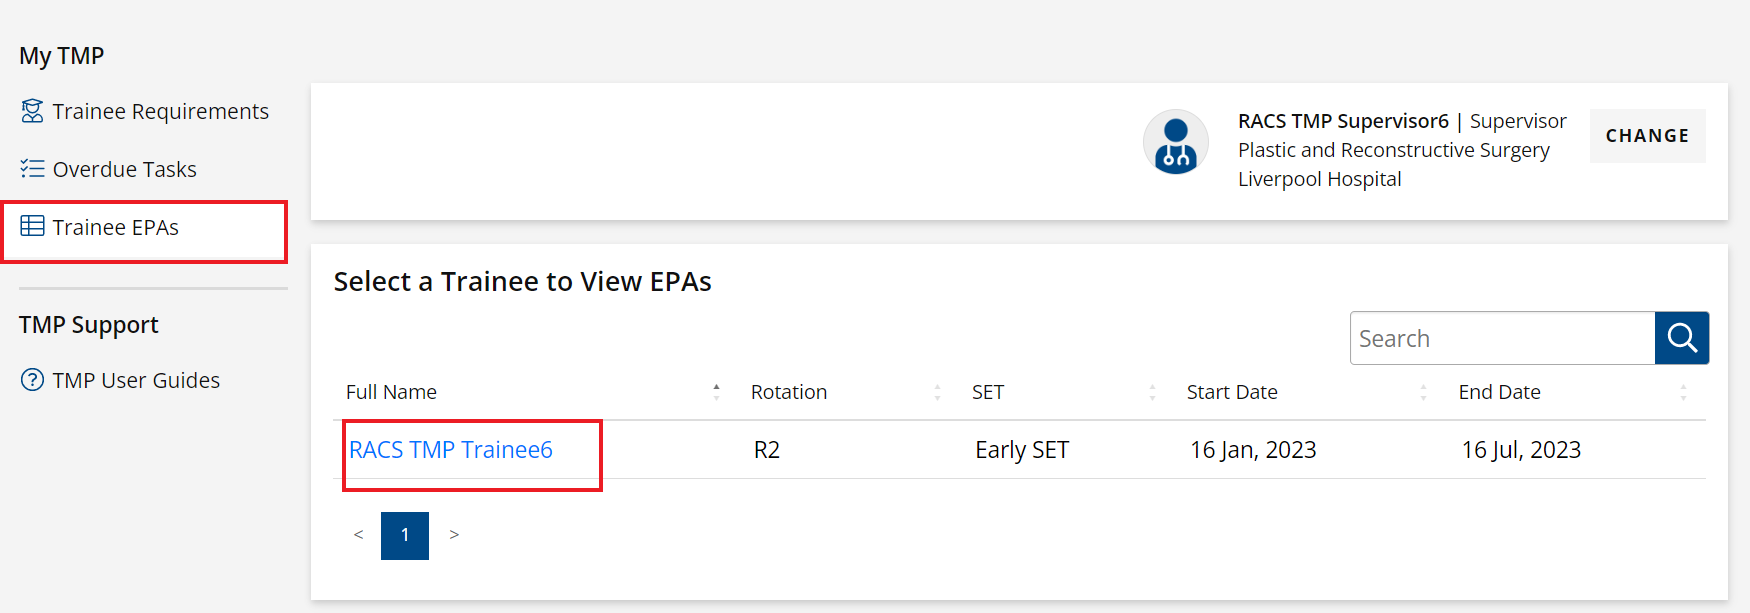 My TMP
Trainee Requirements
Overdue Tasks
Trainee EPAs
TMP Support
TMP User Guides
RACS TMP Supervisor6 | Supervisor
Plastic and Reconstructive Surgery
Liverpool Hospital
CHANGE
Select a Trainee to View EPAs
Search
Full Name Rotation SET Start Date End Date
RACS TMP Trainee6 R2 Early SET 16 Jan, 2023 16 Jul, 2023
< 1 >